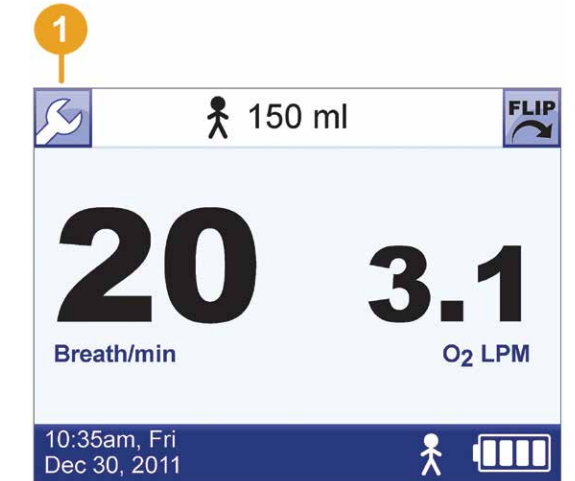 1
150 ml
FLIP
20 3.1
Breath/min O2 LPM
10:35am, Fri
Dec 30, 2011